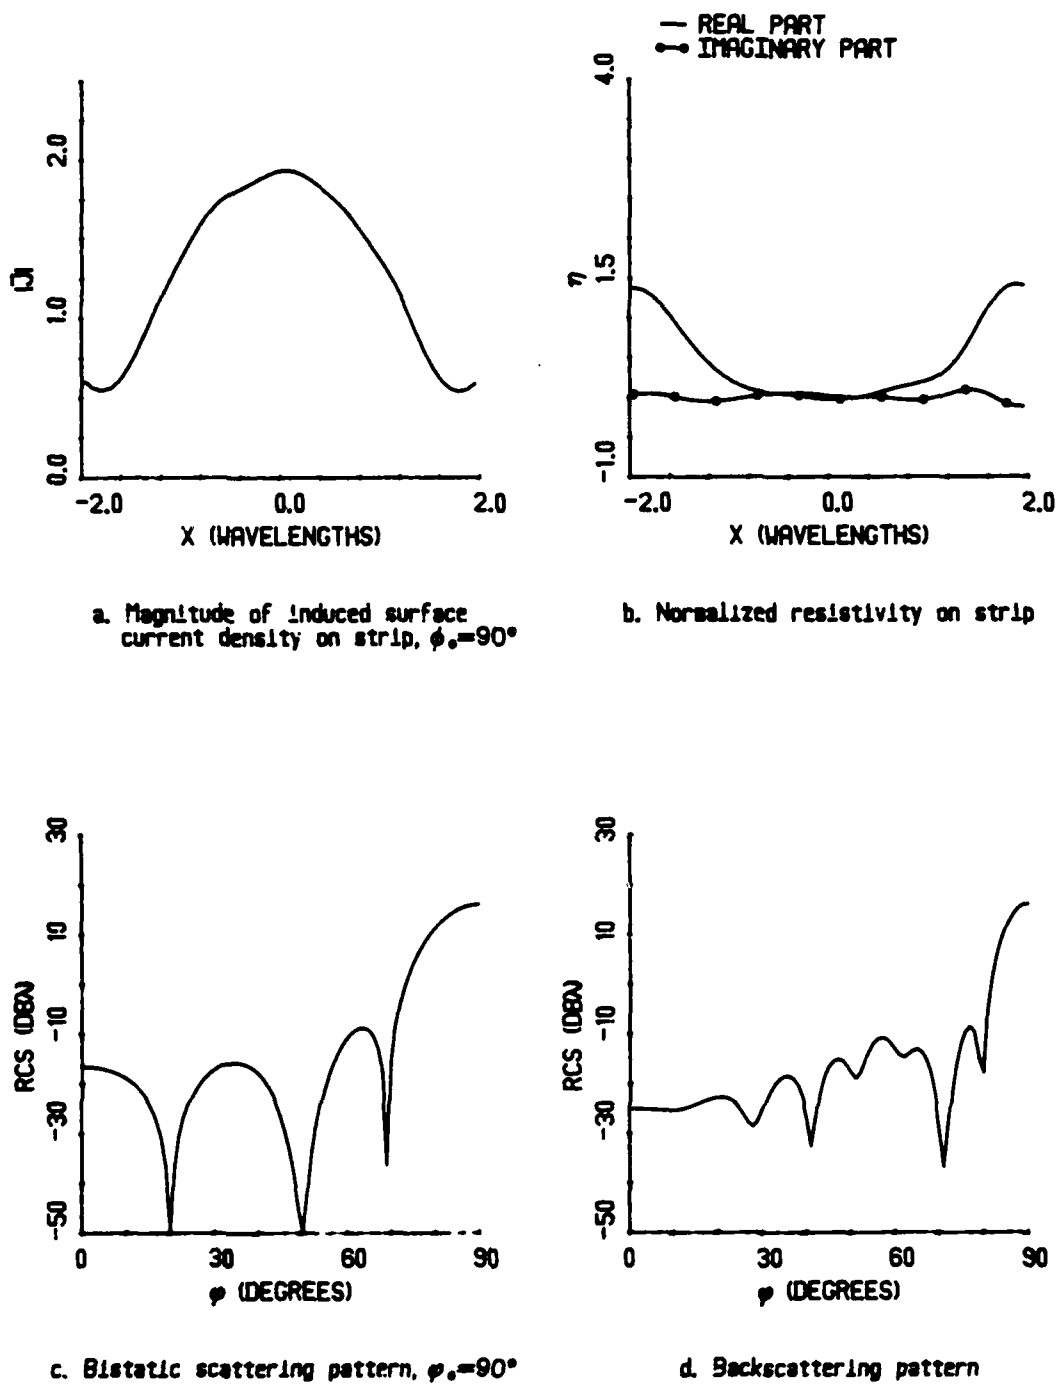 — REAL PART
•—• IMAGINARY PART
2.0
1.0
0.0
|J̅|
-2.0 0.0 2.0
X (WAVELENGTHS)
4.0
1.5
-1.0
η
-2.0 0.0 2.0
X (WAVELENGTHS)
a. Magnitude of induced surface
current density on strip, ϕ₀=90°
b. Normalized resistivity on strip
30
10
-10
-30
-50
RCS (DBλ)
0 30 60 90
φ (DEGREES)
30
10
-10
-30
-50
RCS (DBλ)
0 30 60 90
φ (DEGREES)
c. Bistatic scattering pattern, φ₀=90°
d. Backscattering pattern